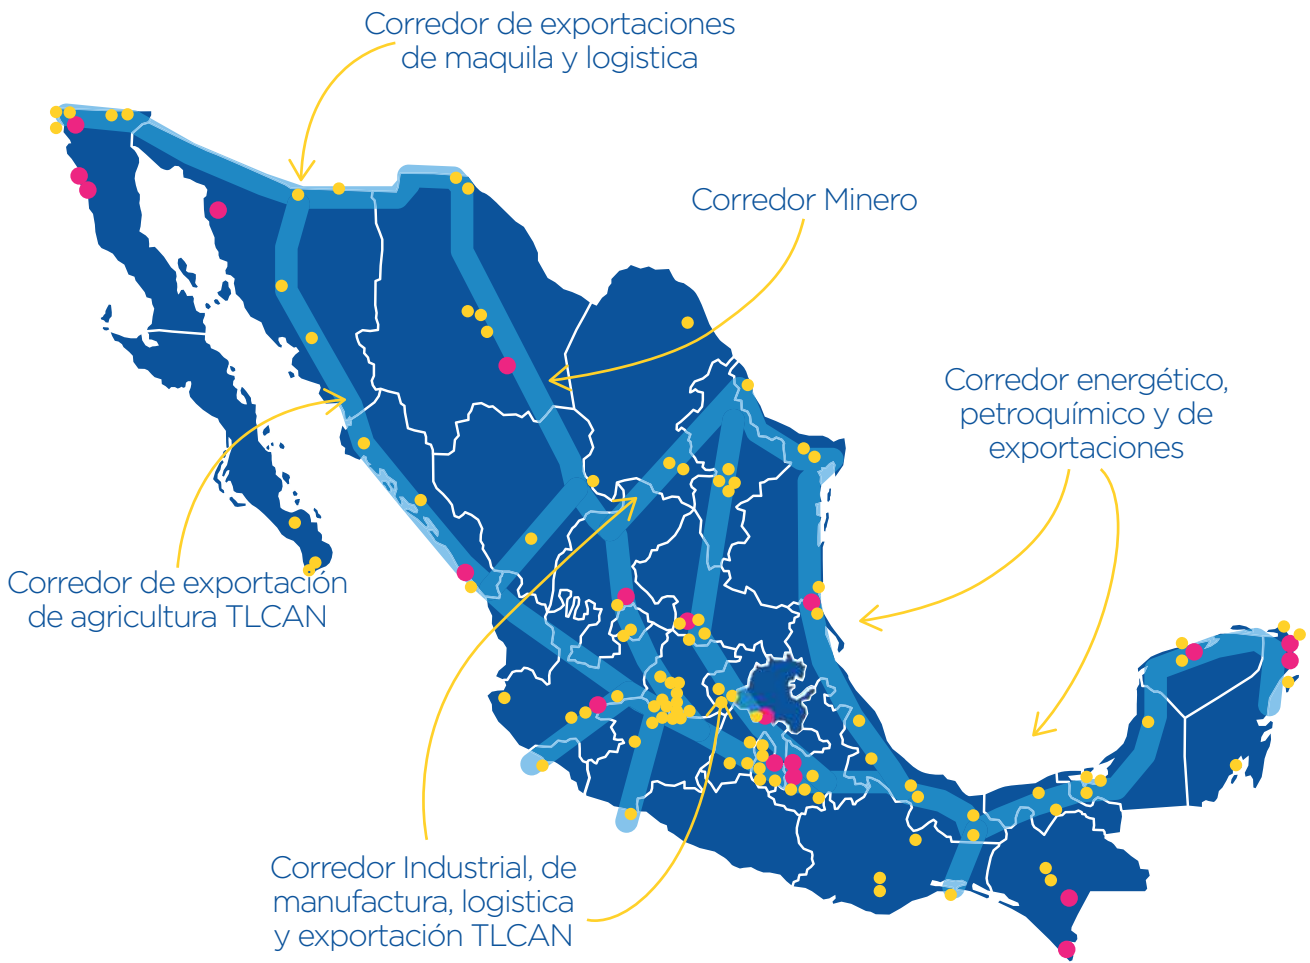 Corredor de exportaciones
de maquila y logistica
Corredor Minero
Corredor energético,
petroquímico y de
exportaciones
Corredor de exportación
de agricultura TLCAN
Corredor Industrial, de
manufactura, logistica
y exportación TLCAN